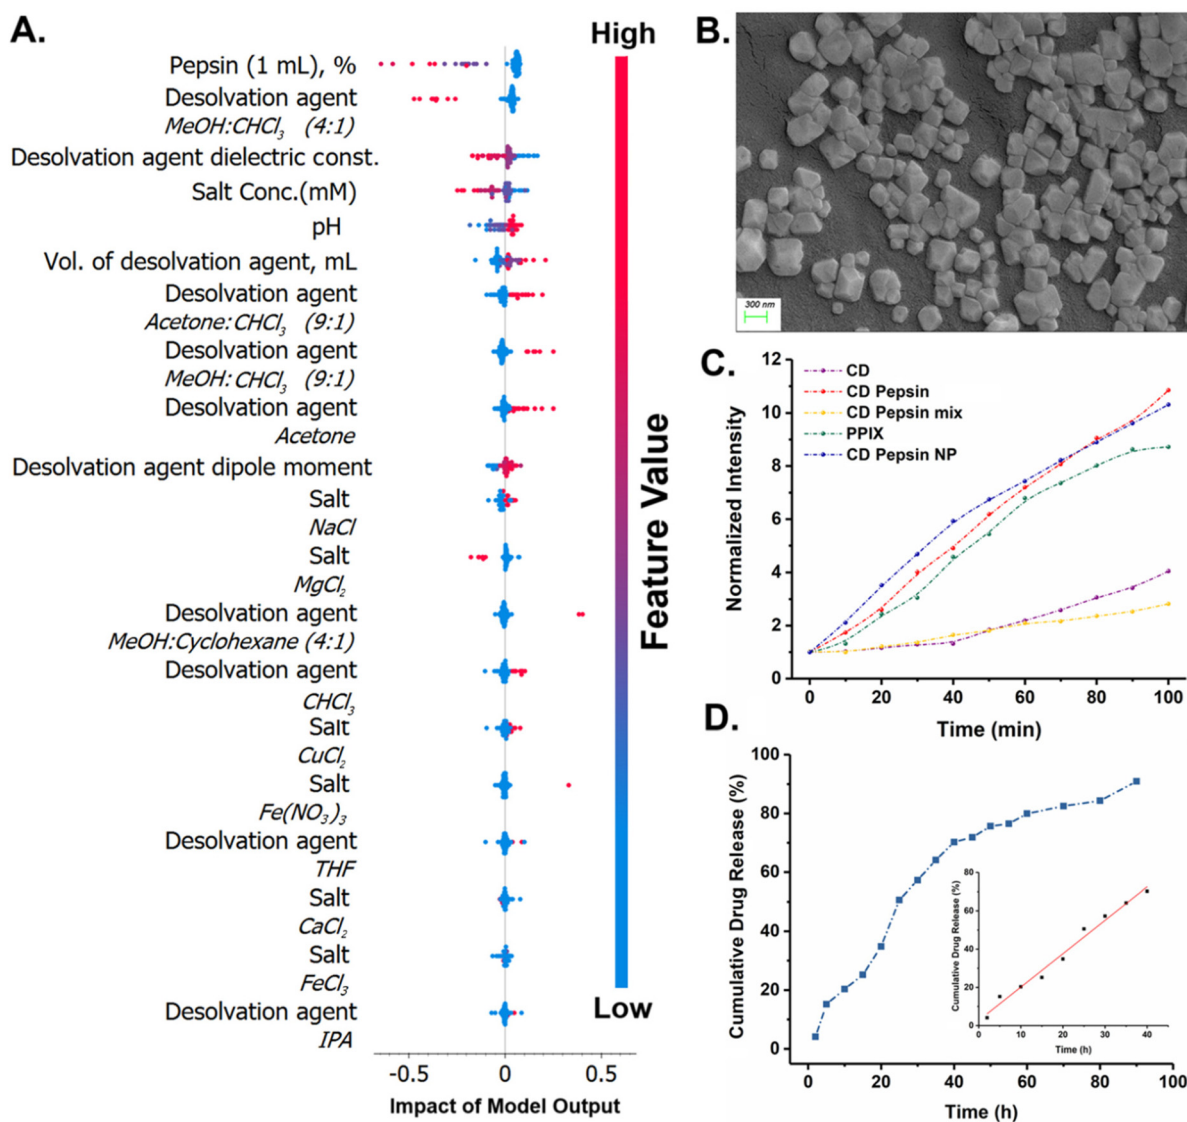 A.
High
Pepsin (1 mL), %
Desolvation agent
MeOH:CHCl3 (4:1)
Desolvation agent dielectric const.
Salt Conc.(mM)
pH
Vol. of desolvation agent, mL
Desolvation agent
Acetone:CHCl3 (9:1)
Desolvation agent
MeOH:CHCl3 (9:1)
Desolvation agent
Acetone
Desolvation agent dipole moment
Salt
NaCl
Salt
MgCl2
Desolvation agent
MeOH:Cyclohexane (4:1)
Desolvation agent
CHCl3
Salt
CuCl2
Salt
Fe(NO3)3
Desolvation agent
THF
Salt
CaCl2
Salt
FeCl3
Desolvation agent
IPA
Feature Value
Low
-0.5 0 0.5
Impact of Model Output
B.
300 nm
C.
CD
CD Pepsin
CD Pepsin mix
PPIX
CD Pepsin NP
12
10
8
6
4
2
0
Normalized Intensity
0 20 40 60 80 100
Time (min)
D.
100
80
60
40
20
0
Cumulative Drug Release (%)
0 20 40 60 80 100
Time (h)
80
60
40
20
0
Cumulative Drug Release (%)
0 10 20 30 40
Time (h)